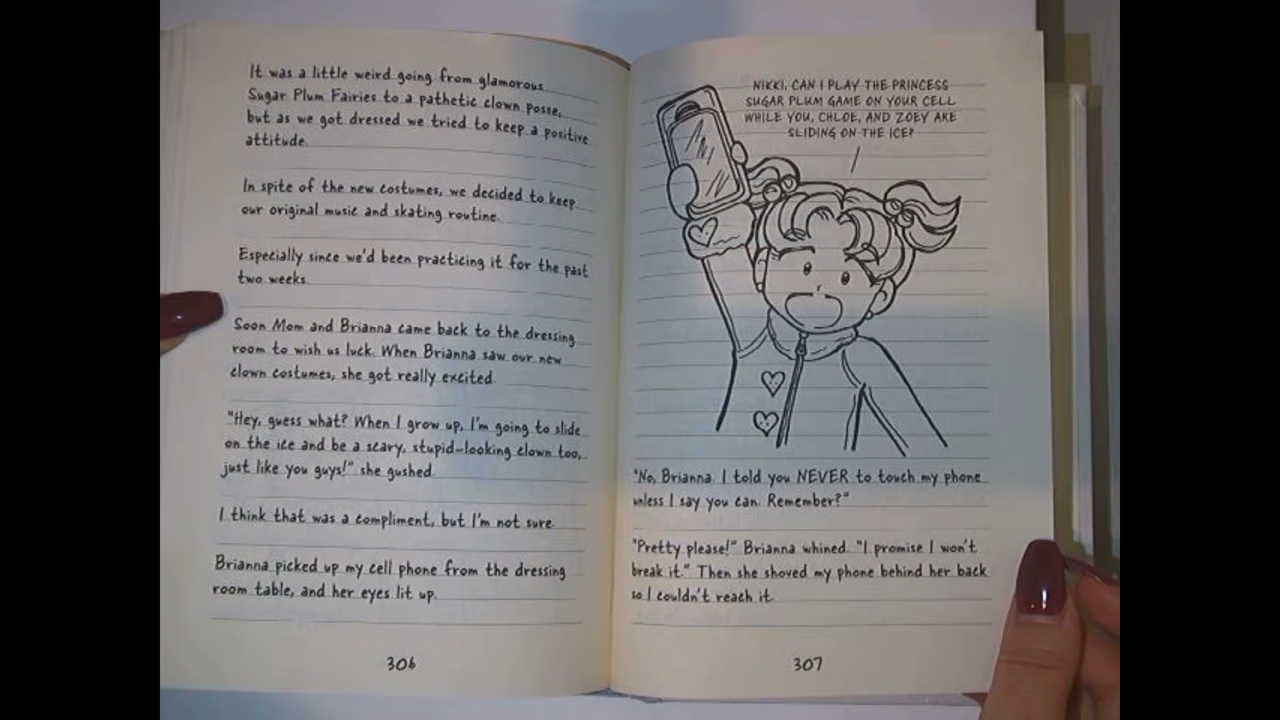 It was a little weird going from glamorous
Sugar Plum Fairies to a pathetic clown posse,
but as we got dressed we tried to keep a positive
attitude.
In spite of the new costumes, we decided to keep
our original music and skating routine.
Especially since we'd been practicing it for the past
two weeks.
Soon Mom and Brianna came back to the dressing
room to wish us luck. When Brianna saw our new
clown costumes, she got really excited.
"Hey, guess what? When I grow up, I'm going to slide
on the ice and be a scary, stupid-looking clown too,
just like you guys!" she gushed.
I think that was a compliment, but I'm not sure.
Brianna picked up my cell phone from the dressing
room table, and her eyes lit up.
306
NIKKI, CAN I PLAY THE PRINCESS
SUGAR PLUM GAME ON YOUR CELL
WHILE YOU, CHLOE, AND ZOEY ARE
SLIDING ON THE ICE?
"No, Brianna. I told you NEVER to touch my phone
unless I say you can. Remember?"
"Pretty please!" Brianna whined. "I promise I won't
break it." Then she shoved my phone behind her back
so I couldn't reach it.
307